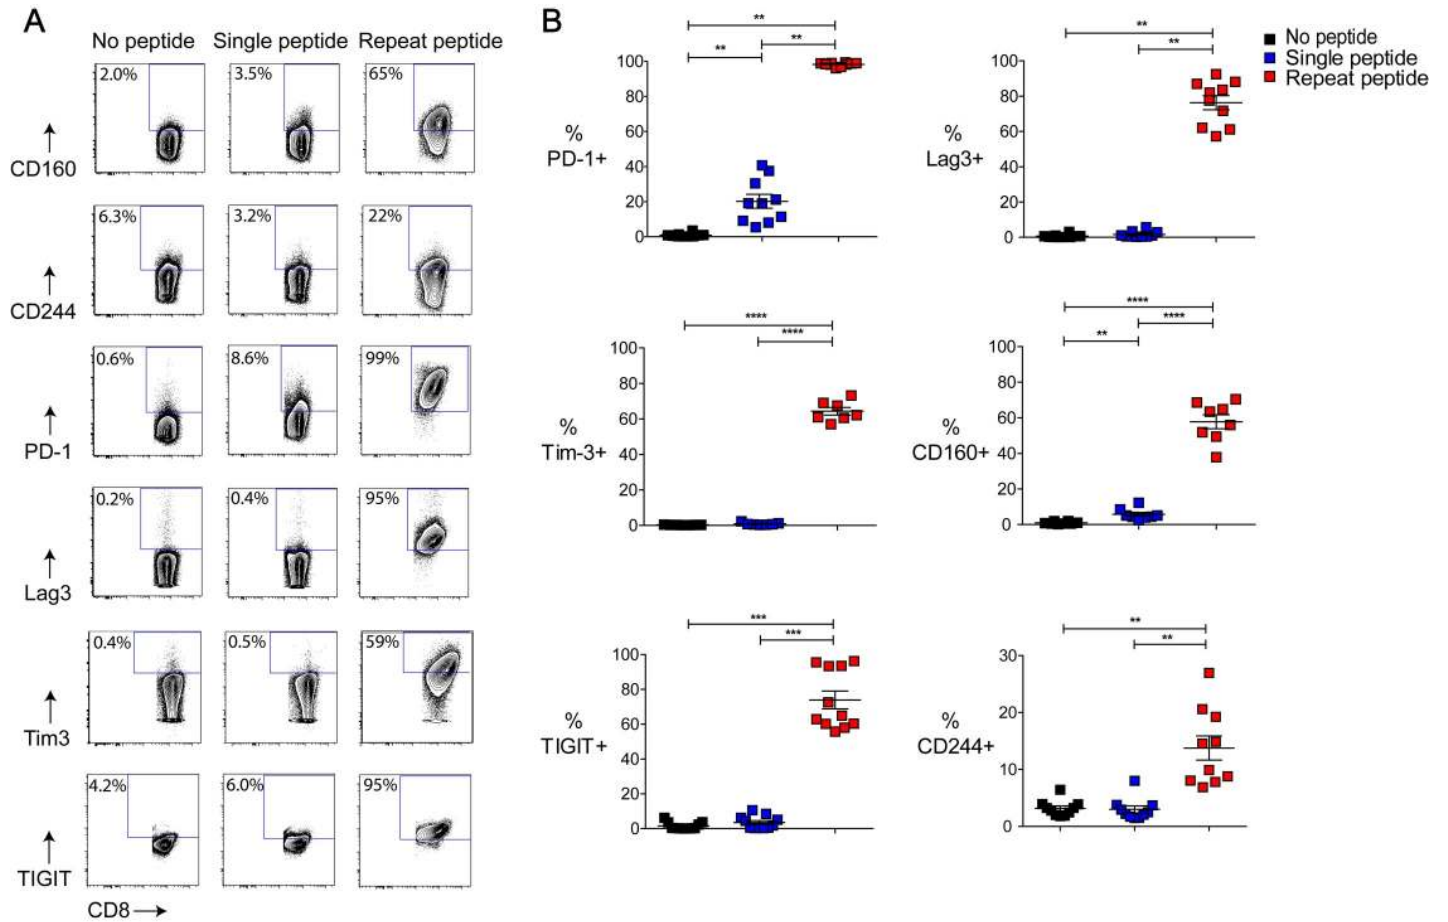 A
No peptide Single peptide Repeat peptide
2.0% 3.5% 65%
CD160
6.3% 3.2% 22%
CD244
0.6% 8.6% 99%
PD-1
0.2% 0.4% 95%
Lag3
0.4% 0.5% 59%
Tim3
4.2% 6.0% 95%
TIGIT
CD8
B
No peptide
Single peptide
Repeat peptide
**
** **
100
80
60
40
20
0
%
PD-1+
**
**
100
80
60
40
20
0
%
Lag3+
****
****
100
80
60
40
20
0
%
Tim-3+
****
** ****
100
80
60
40
20
0
%
CD160+
***
***
100
80
60
40
20
0
%
TIGIT+
**
**
30
20
10
0
%
CD244+